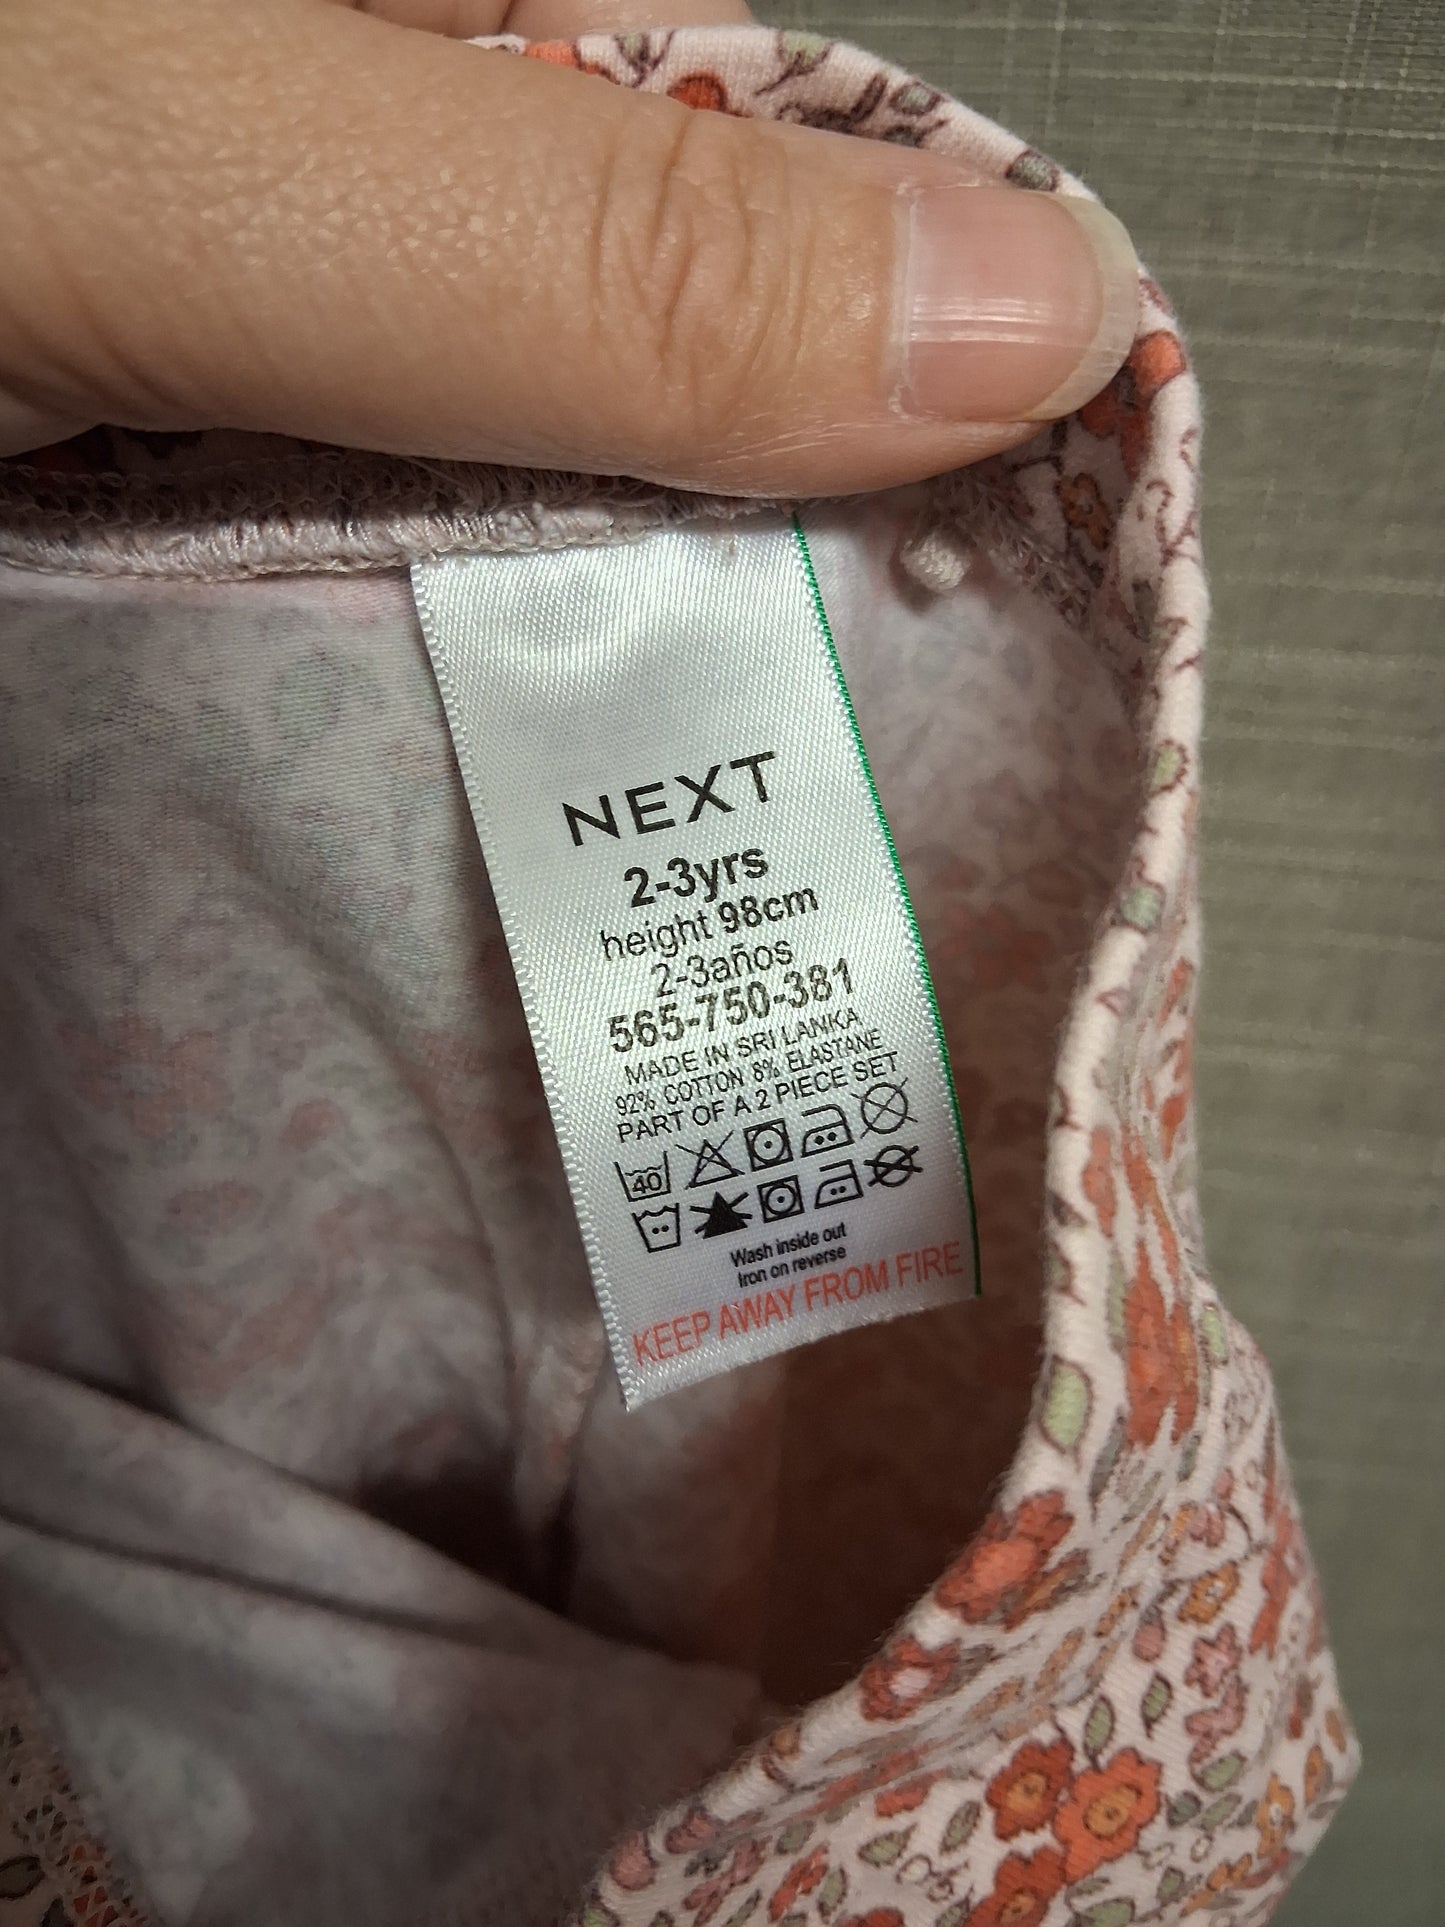 NEXT
2-3yrs
height 98cm
2-3años
565-750-381
MADE IN SRI LANKA
92% COTTON 8% ELASTANE
PART OF A 2 PIECE SET
40
Wash inside out
Iron on reverse
KEEP AWAY FROM FIRE